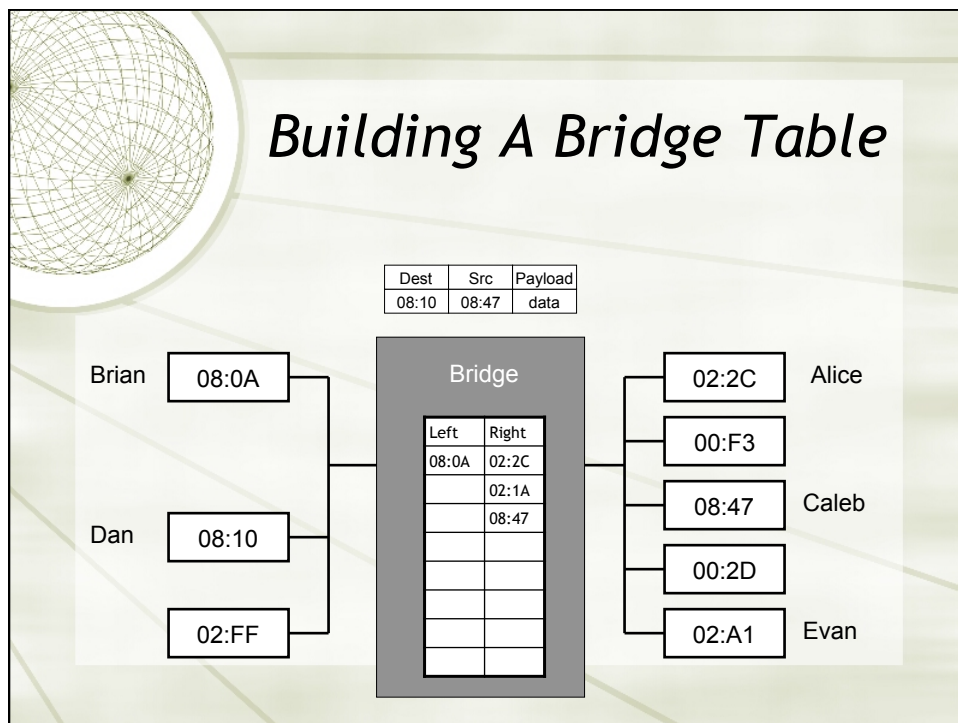 Building A Bridge Table
Dest Src Payload
08:10 08:47 data
Bridge
Brian 08:0A
Dan 08:10
02:FF
Left Right
08:0A 02:2C
02:1A
08:47
02:2C Alice
00:F3
08:47 Caleb
00:2D
02:A1 Evan